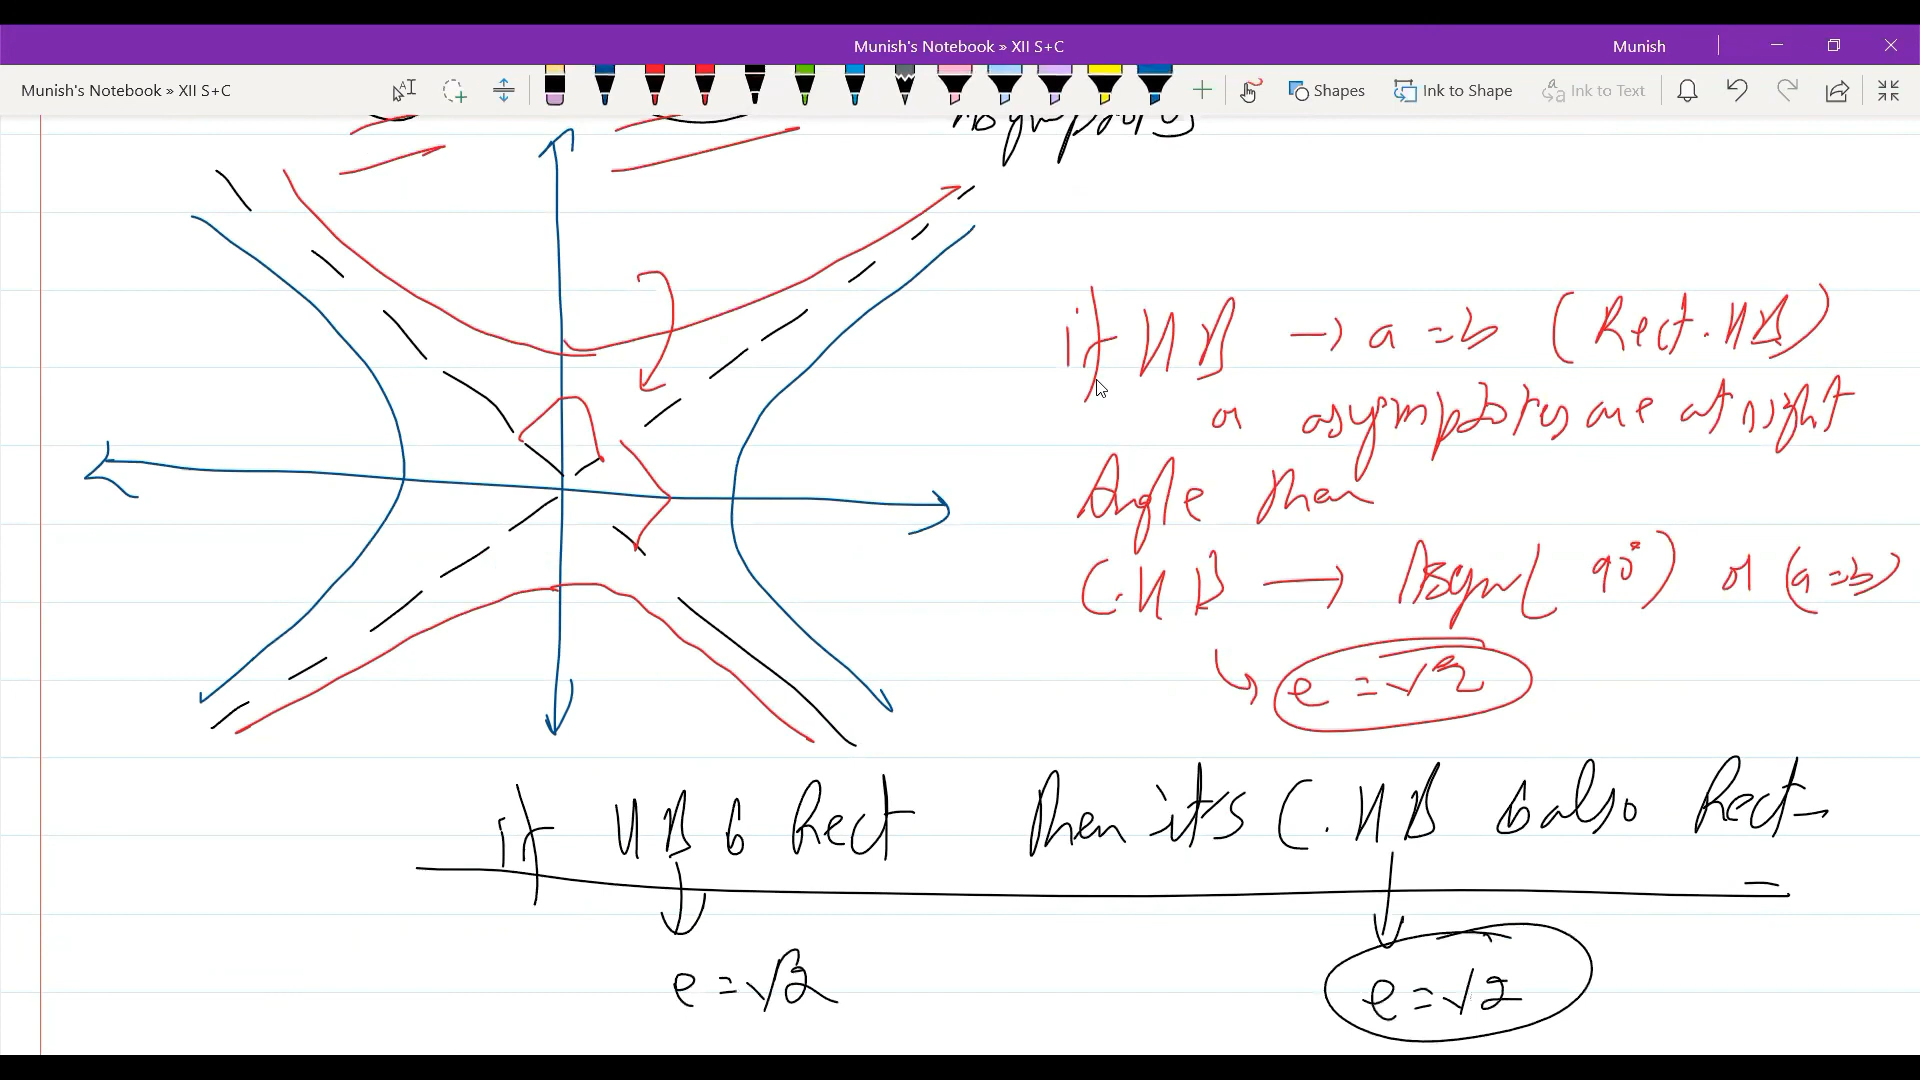 Munish's Notebook » XII S+C
Munish
Munish's Notebook » XII S+C
Shapes
Ink to Shape
Ink to Text
Asymptotes
if HB → a = b (Rect. HB)
or asymptotes are at right
Angle then
C.HB → Asym( 90°) or (a = b)
e = √2
if HB is Rect then it's C.HB is also Rect
e = √2
e = √2